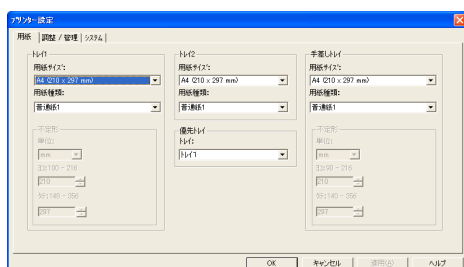 プリンター設定
用紙 調整 / 管理 システム
トレイ1
用紙サイズ:
A4 (210 x 297 mm)
用紙種類:
普通紙1
不定形
単位:
mm
ヨコ:100 - 216
210
タテ:148 - 356
297
トレイ2
用紙サイズ:
A4 (210 x 297 mm)
用紙種類:
普通紙1
優先トレイ
トレイ:
トレイ1
手差しトレイ
用紙サイズ:
A4 (210 x 297 mm)
用紙種類:
普通紙1
不定形
単位:
mm
ヨコ:90 - 216
210
タテ:140 - 356
297
OK キャンセル 適用(A) ヘルプ